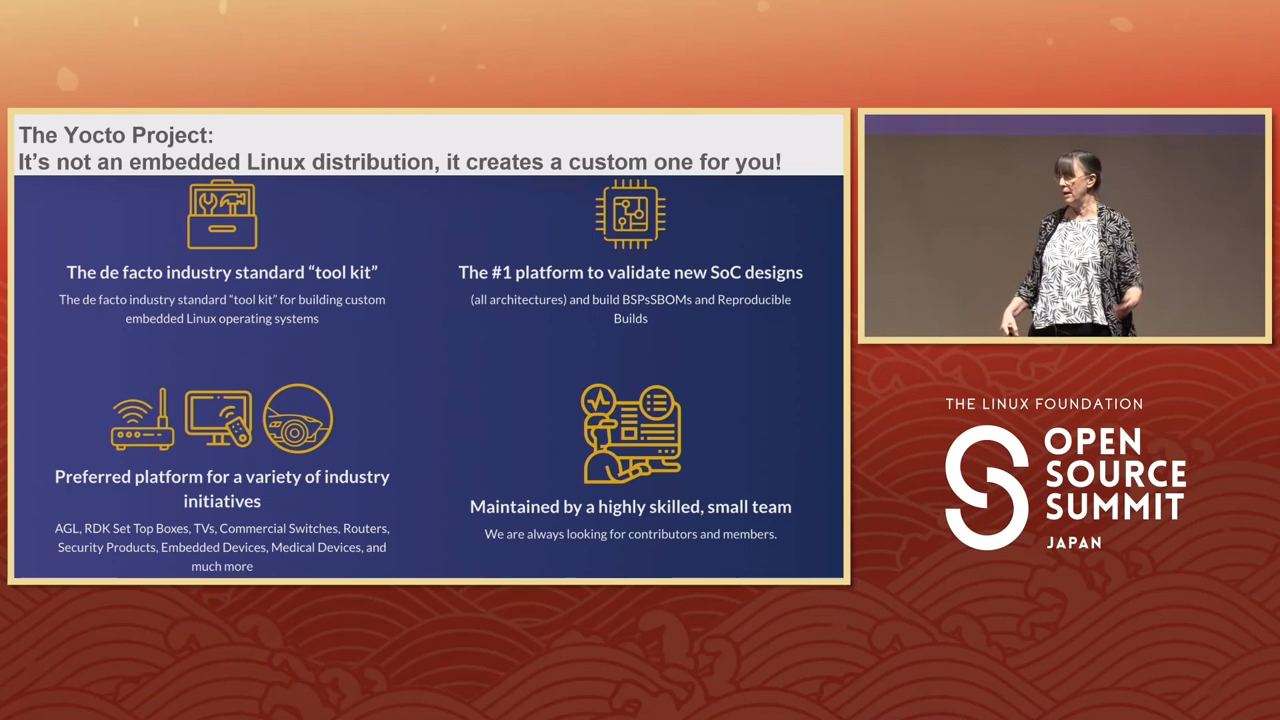 The Yocto Project:
It's not an embedded Linux distribution, it creates a custom one for you!
The de facto industry standard “tool kit”
The de facto industry standard “tool kit” for building custom
embedded Linux operating systems
The #1 platform to validate new SoC designs
(all architectures) and build BSPsSBOMs and Reproducible
Builds
Preferred platform for a variety of industry
initiatives
AGL, RDK Set Top Boxes, TVs, Commercial Switches, Routers,
Security Products, Embedded Devices, Medical Devices, and
much more
Maintained by a highly skilled, small team
We are always looking for contributors and members.
THE LINUX FOUNDATION
OPEN
SOURCE
SUMMIT
JAPAN